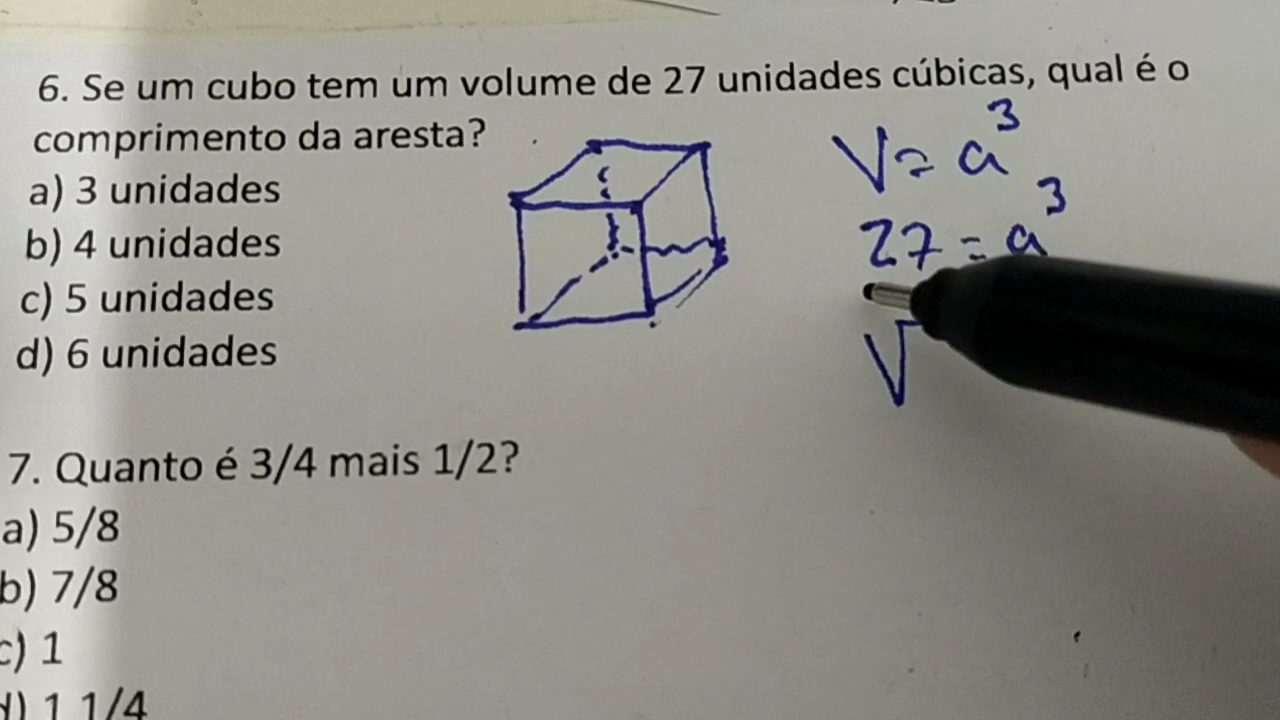 6. Se um cubo tem um volume de 27 unidades cúbicas, qual é o
comprimento da aresta?
a) 3 unidades
b) 4 unidades
c) 5 unidades
d) 6 unidades
V = a³
27 = a³
√
7. Quanto é 3/4 mais 1/2?
a) 5/8
b) 7/8
c) 1
d) 1 1/4